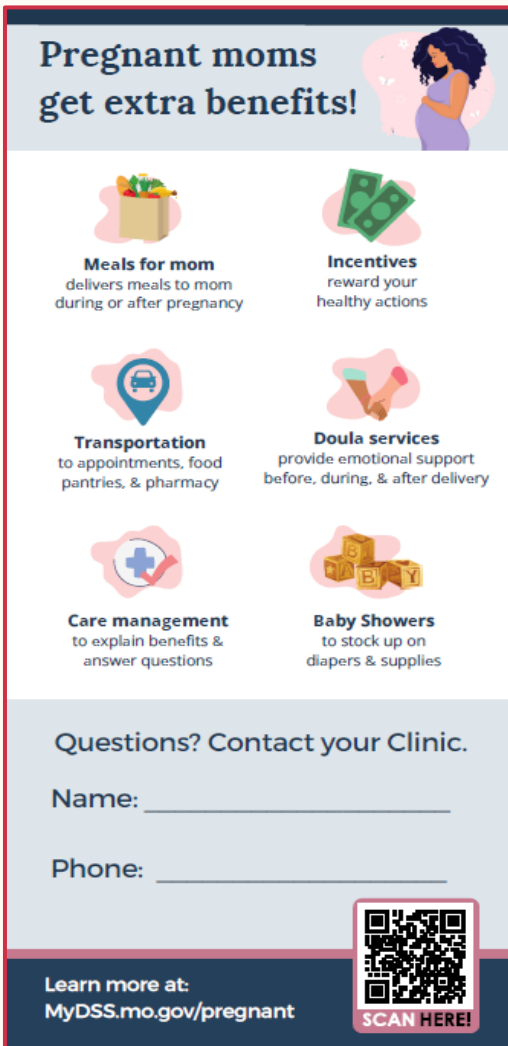 Pregnant moms
get extra benefits!
Meals for mom
delivers meals to mom
during or after pregnancy
Incentives
reward your
healthy actions
Transportation
to appointments, food
pantries, & pharmacy
Doula services
provide emotional support
before, during, & after delivery
Care management
to explain benefits &
answer questions
B
A
B
Y
Baby Showers
to stock up on
diapers & supplies
Questions? Contact your Clinic.
Name:
Phone:
Learn more at:
MyDSS.mo.gov/pregnant
SCAN HERE!